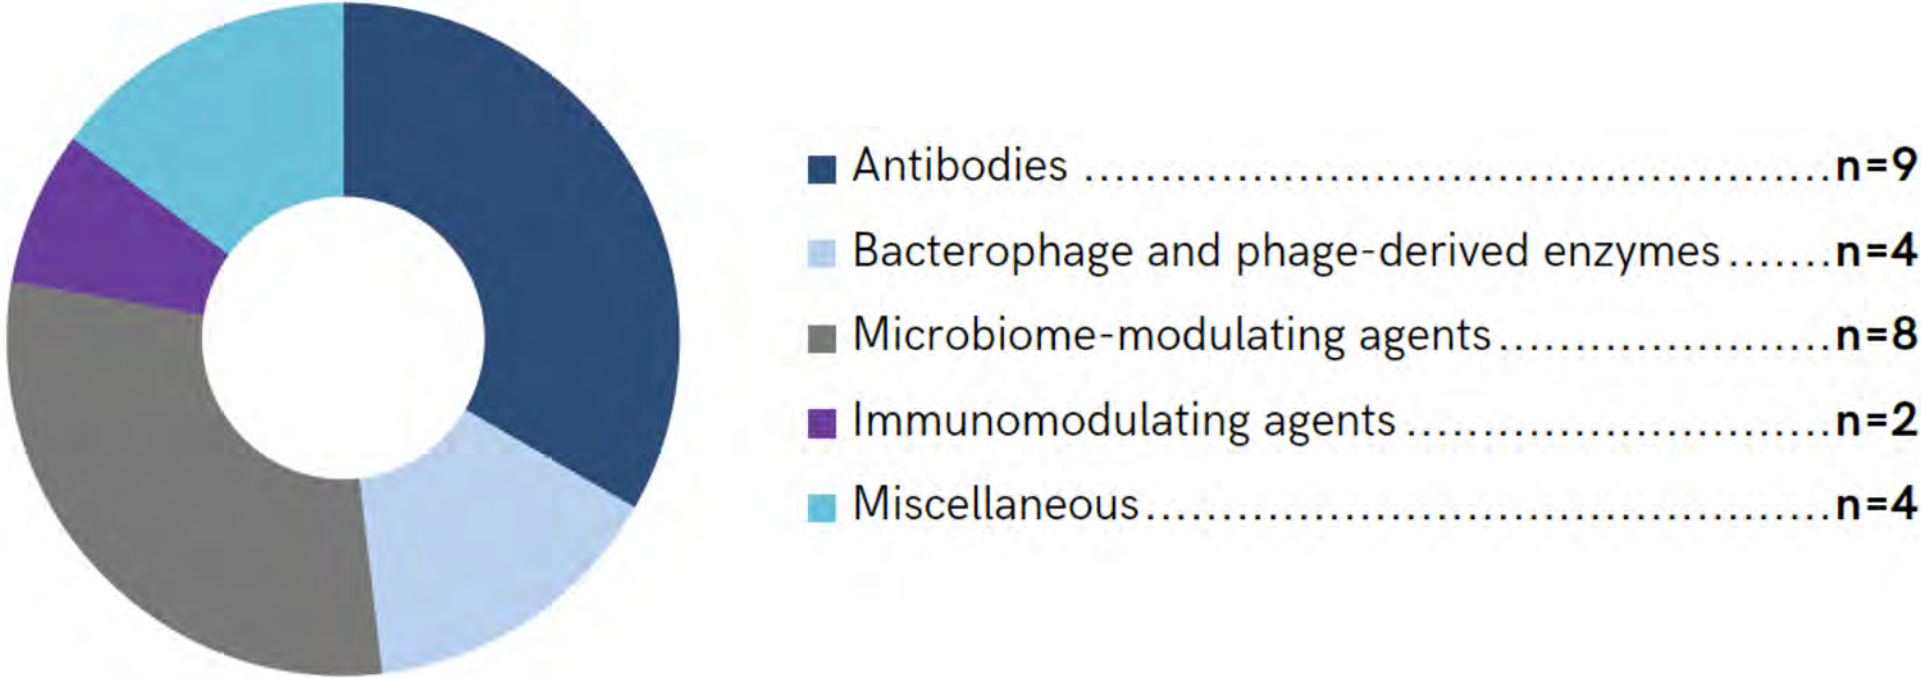 Antibodies ................................................n=9
Bacterophage and phage-derived enzymes.......n=4
Microbiome-modulating agents......................n=8
Immunomodulating agents ............................n=2
Miscellaneous.............................................n=4